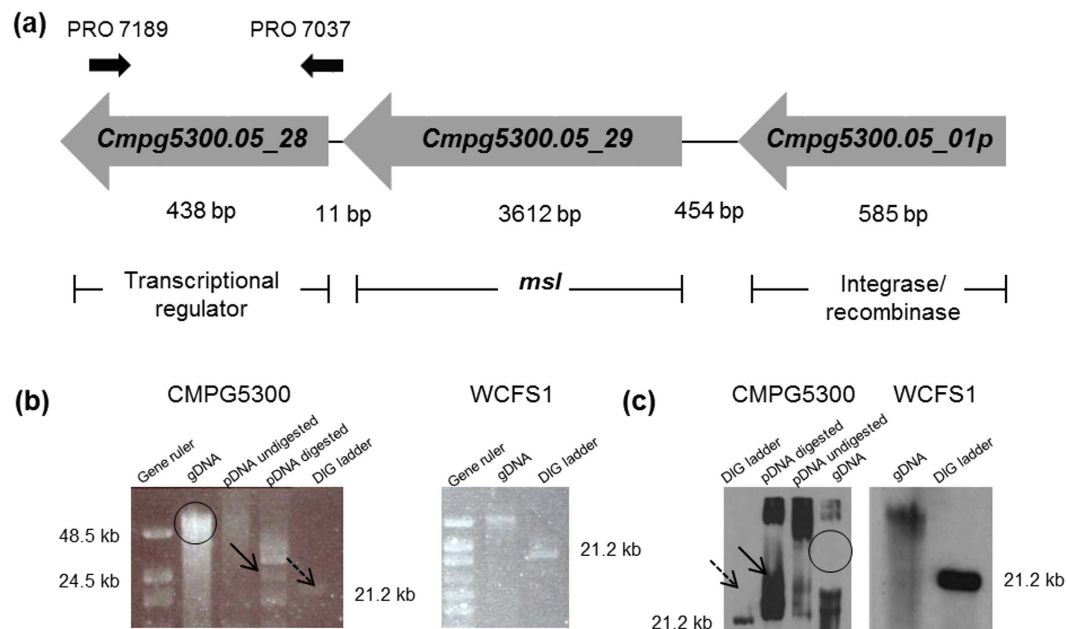 (a)
PRO 7189 PRO 7037
Cmpg5300.05_28 Cmpg5300.05_29 Cmpg5300.05_01p
438 bp 11 bp 3612 bp 454 bp 585 bp
Transcriptional regulator
msl
Integrase/ recombinase
(b)
CMPG5300
Gene ruler
gDNA
pDNA undigested
pDNA digested
DIG ladder
48.5 kb
24.5 kb
21.2 kb
WCFS1
Gene ruler
gDNA
DIG ladder
21.2 kb
(c)
CMPG5300
DIG ladder
pDNA digested
pDNA undigested
gDNA
21.2 kb
WCFS1
gDNA
DIG ladder
21.2 kb